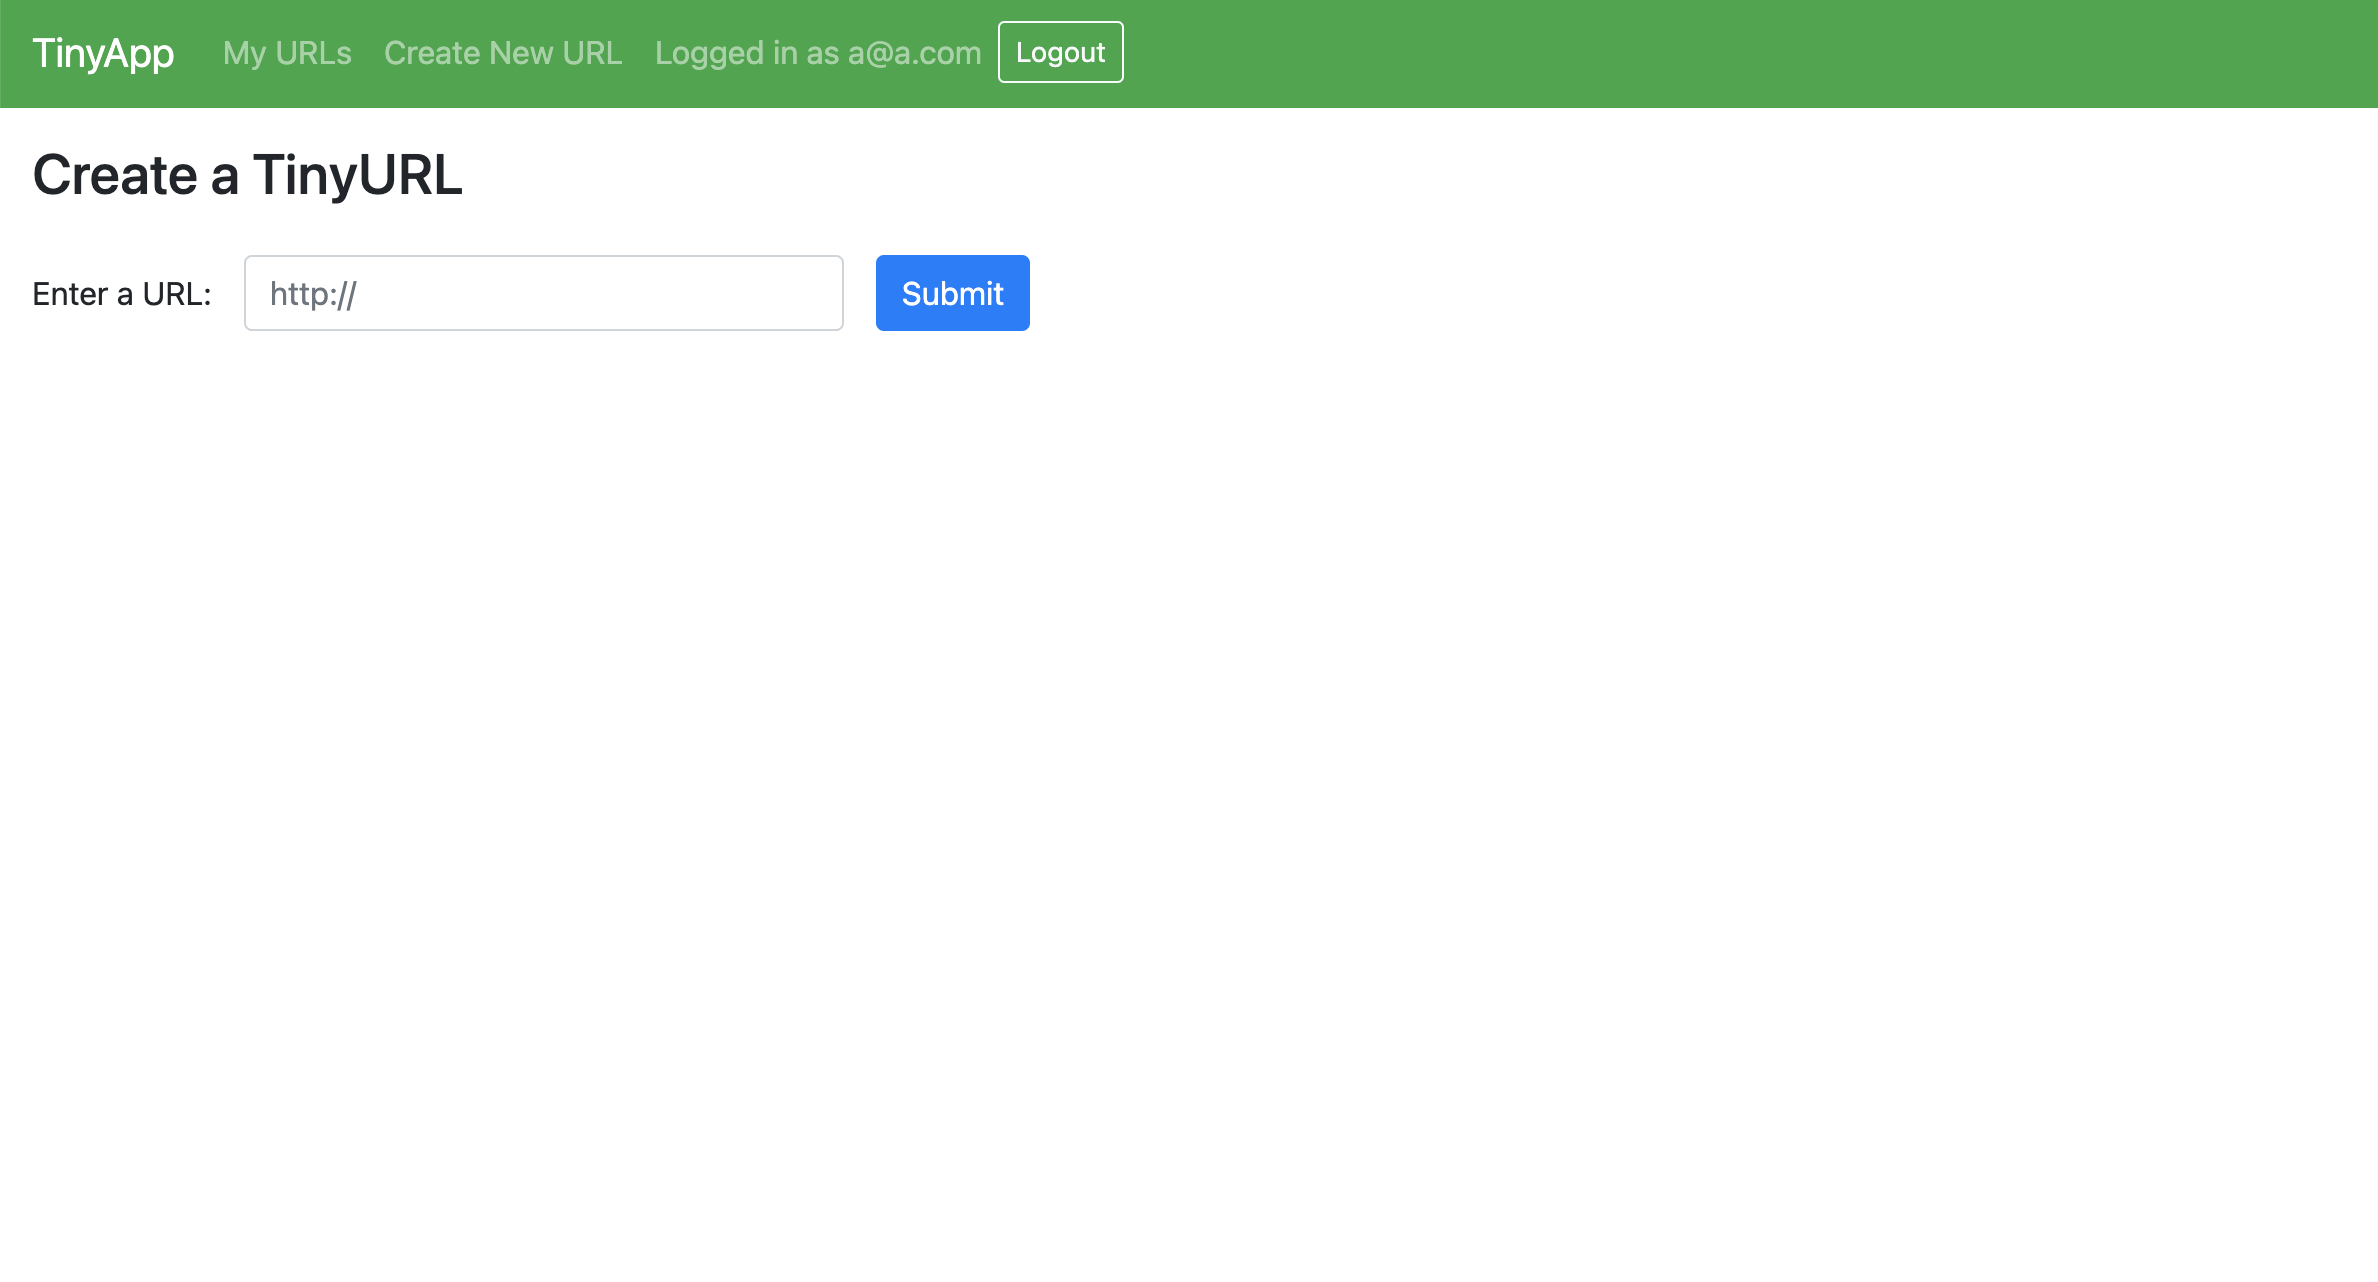 TinyApp My URLs Create New URL Logged in as a@a.com Logout
Create a TinyURL
Enter a URL: http:// Submit